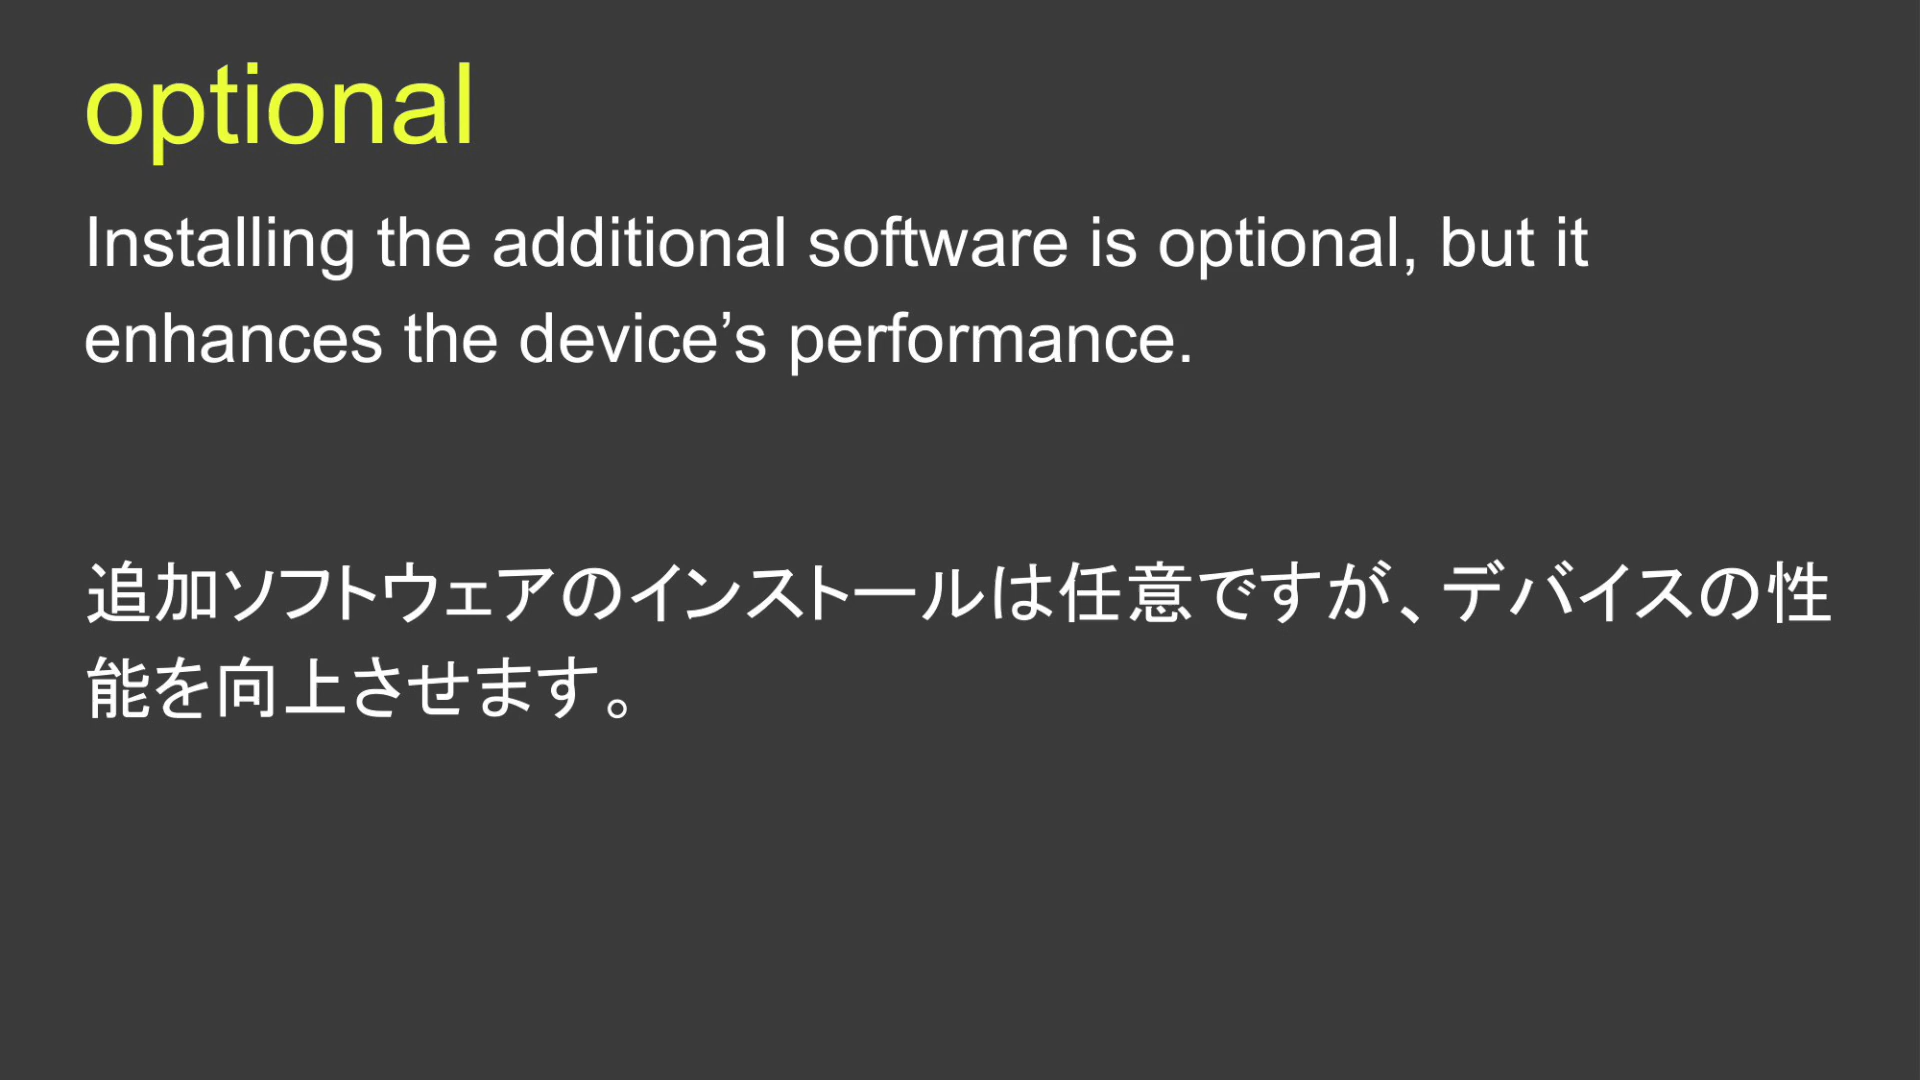 optional
Installing the additional software is optional, but it
enhances the device’s performance.
追加ソフトウェアのインストールは任意ですが、デバイスの性
能を向上させます。